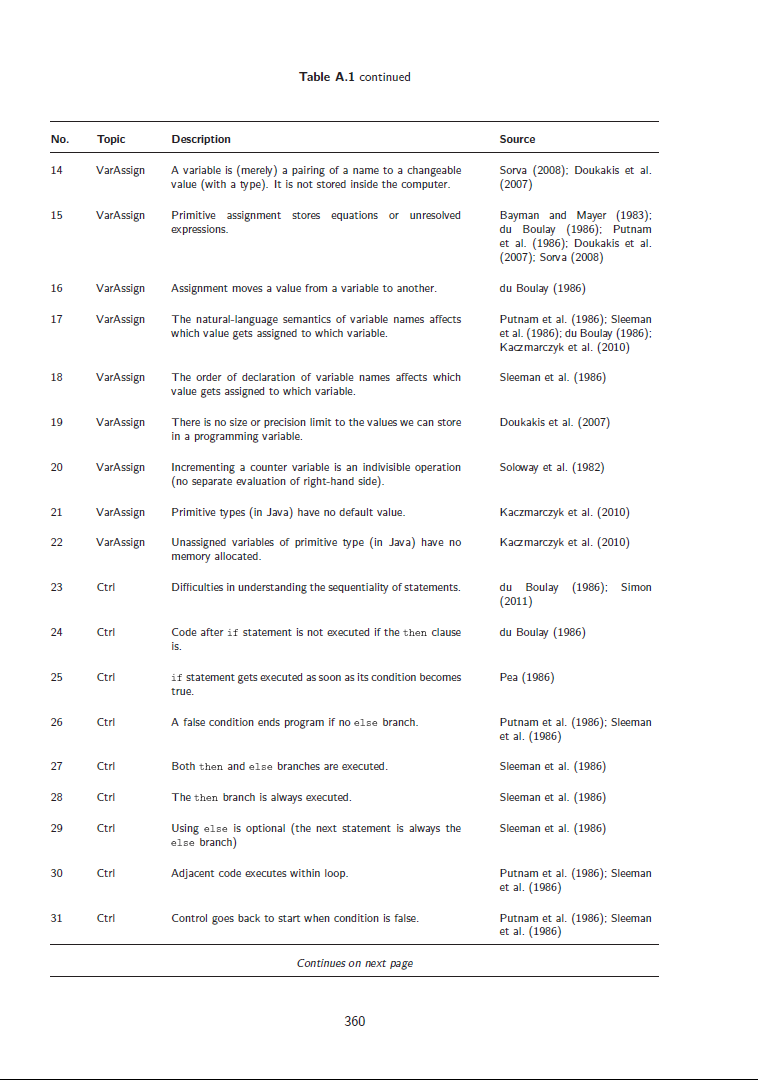 Table A.1 continued
No. Topic Description Source
14 VarAssign A variable is (merely) a pairing of a name to a changeable Sorva (2008); Doukakis et al.
value (with a type). It is not stored inside the computer. (2007)
15 VarAssign Primitive assignment stores equations or unresolved Bayman and Mayer (1983);
expressions. du Boulay (1986); Putnam
et al. (1986); Doukakis et al.
(2007); Sorva (2008)
16 VarAssign Assignment moves a value from a variable to another. du Boulay (1986)
17 VarAssign The natural-language semantics of variable names affects Putnam et al. (1986); Sleeman
which value gets assigned to which variable. et al. (1986); du Boulay (1986);
Kaczmarczyk et al. (2010)
18 VarAssign The order of declaration of variable names affects which Sleeman et al. (1986)
value gets assigned to which variable.
19 VarAssign There is no size or precision limit to the values we can store Doukakis et al. (2007)
in a programming variable.
20 VarAssign Incrementing a counter variable is an indivisible operation Soloway et al. (1982)
(no separate evaluation of right-hand side).
21 VarAssign Primitive types (in Java) have no default value. Kaczmarczyk et al. (2010)
22 VarAssign Unassigned variables of primitive type (in Java) have no Kaczmarczyk et al. (2010)
memory allocated.
23 Ctrl Difficulties in understanding the sequentiality of statements. du Boulay (1986); Simon
(2011)
24 Ctrl Code after if statement is not executed if the then clause du Boulay (1986)
is.
25 Ctrl if statement gets executed as soon as its condition becomes Pea (1986)
true.
26 Ctrl A false condition ends program if no else branch. Putnam et al. (1986); Sleeman
et al. (1986)
27 Ctrl Both then and else branches are executed. Sleeman et al. (1986)
28 Ctrl The then branch is always executed. Sleeman et al. (1986)
29 Ctrl Using else is optional (the next statement is always the Sleeman et al. (1986)
else branch)
30 Ctrl Adjacent code executes within loop. Putnam et al. (1986); Sleeman
et al. (1986)
31 Ctrl Control goes back to start when condition is false. Putnam et al. (1986); Sleeman
et al. (1986)
Continues on next page
360